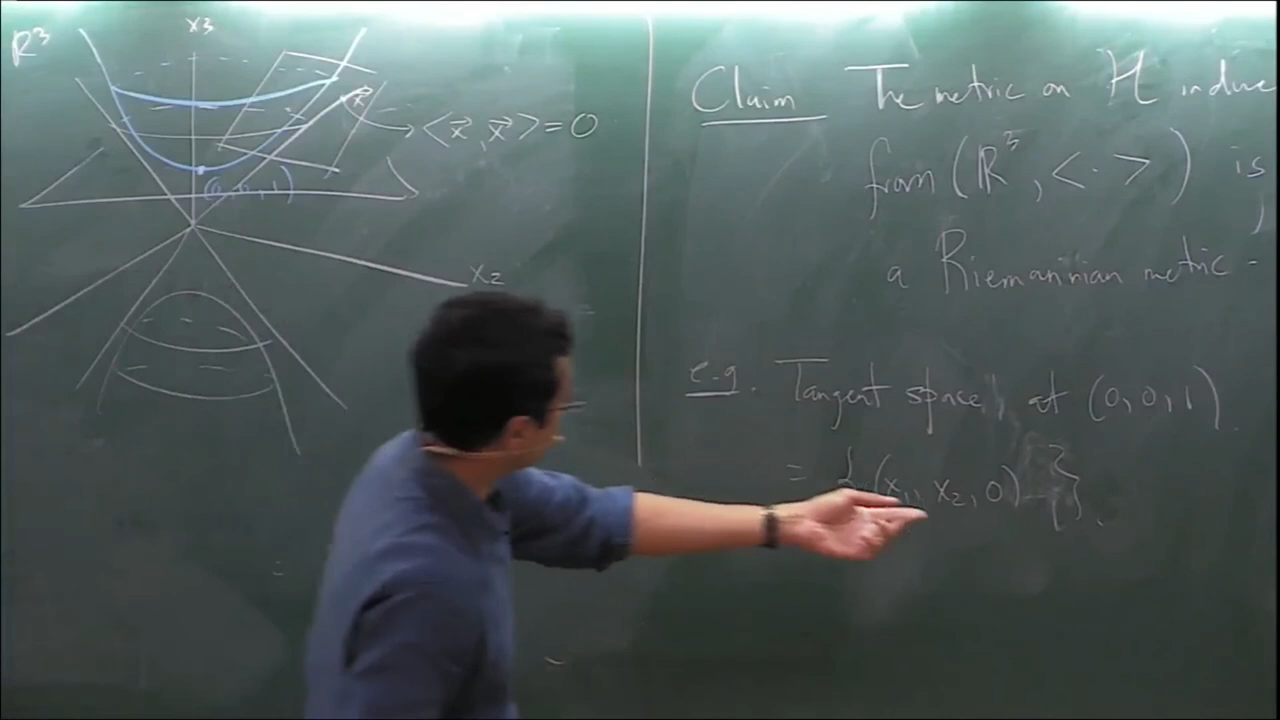 R³
x3
x⃗
<x⃗, x⃗> = 0
(0,0,1)
x2
Claim The metric on H induce
from (R³, <·>) is
a Riemannian metric.
e.g. Tangent space at (0,0,1)
= {(x₁, x₂, 0)}.